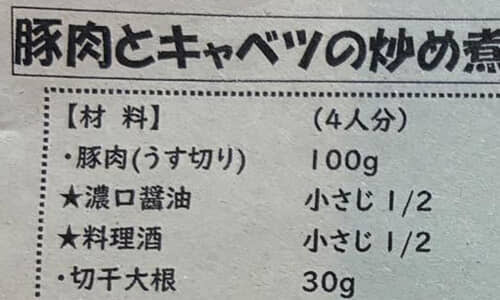 豚肉とキャベツの炒め煮
【材 料】 (4人分)
・豚肉(うす切り) 100g
★濃口醤油 小さじ1/2
★料理酒 小さじ1/2
・切干大根 30g